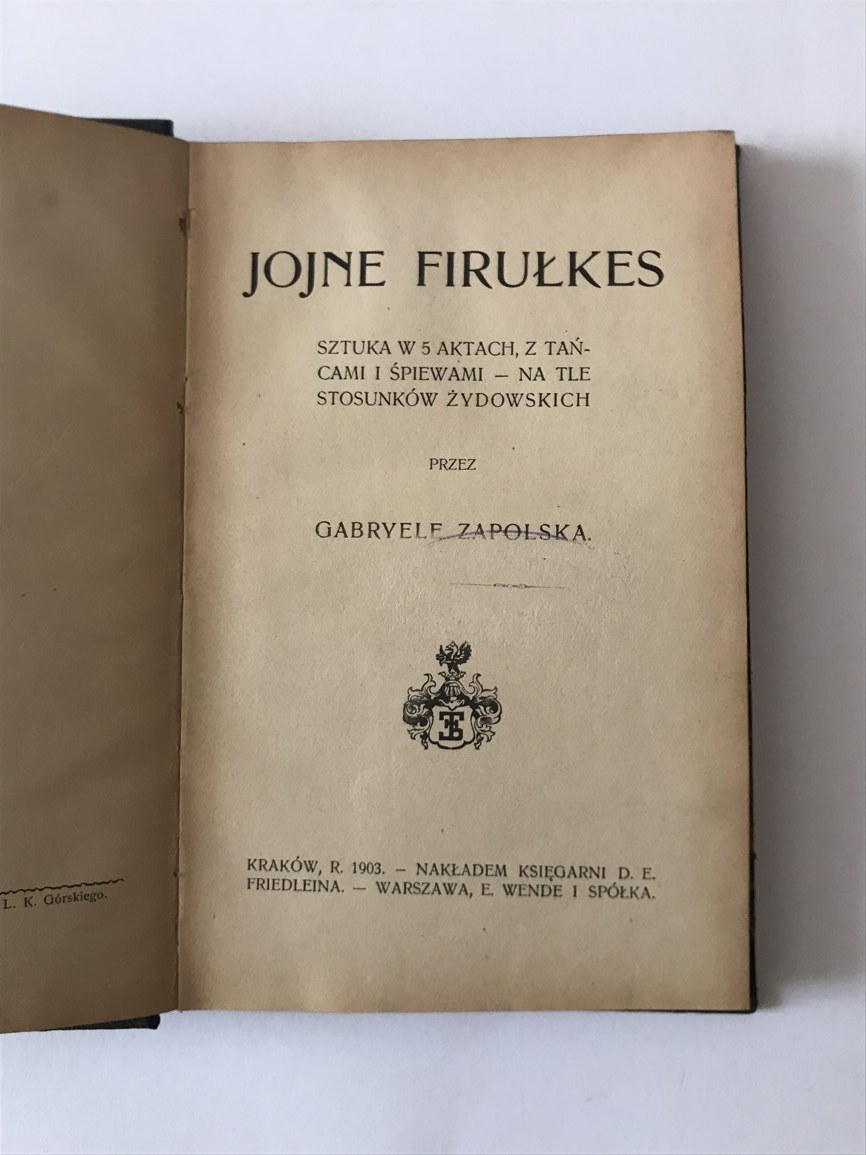 JOJNE FIRUŁKES
SZTUKA W 5 AKTACH, Z TAŃ-
CAMI I ŚPIEWAMI — NA TLE
STOSUNKÓW ŻYDOWSKICH
PRZEZ
GABRYELĘ ZAPOLSKĄ.
KRAKÓW, R. 1903. — NAKŁADEM KSIĘGARNI D. E.
FRIEDLEINA. — WARSZAWA, E. WENDE I SPÓŁKA.
L. K. Górskiego.